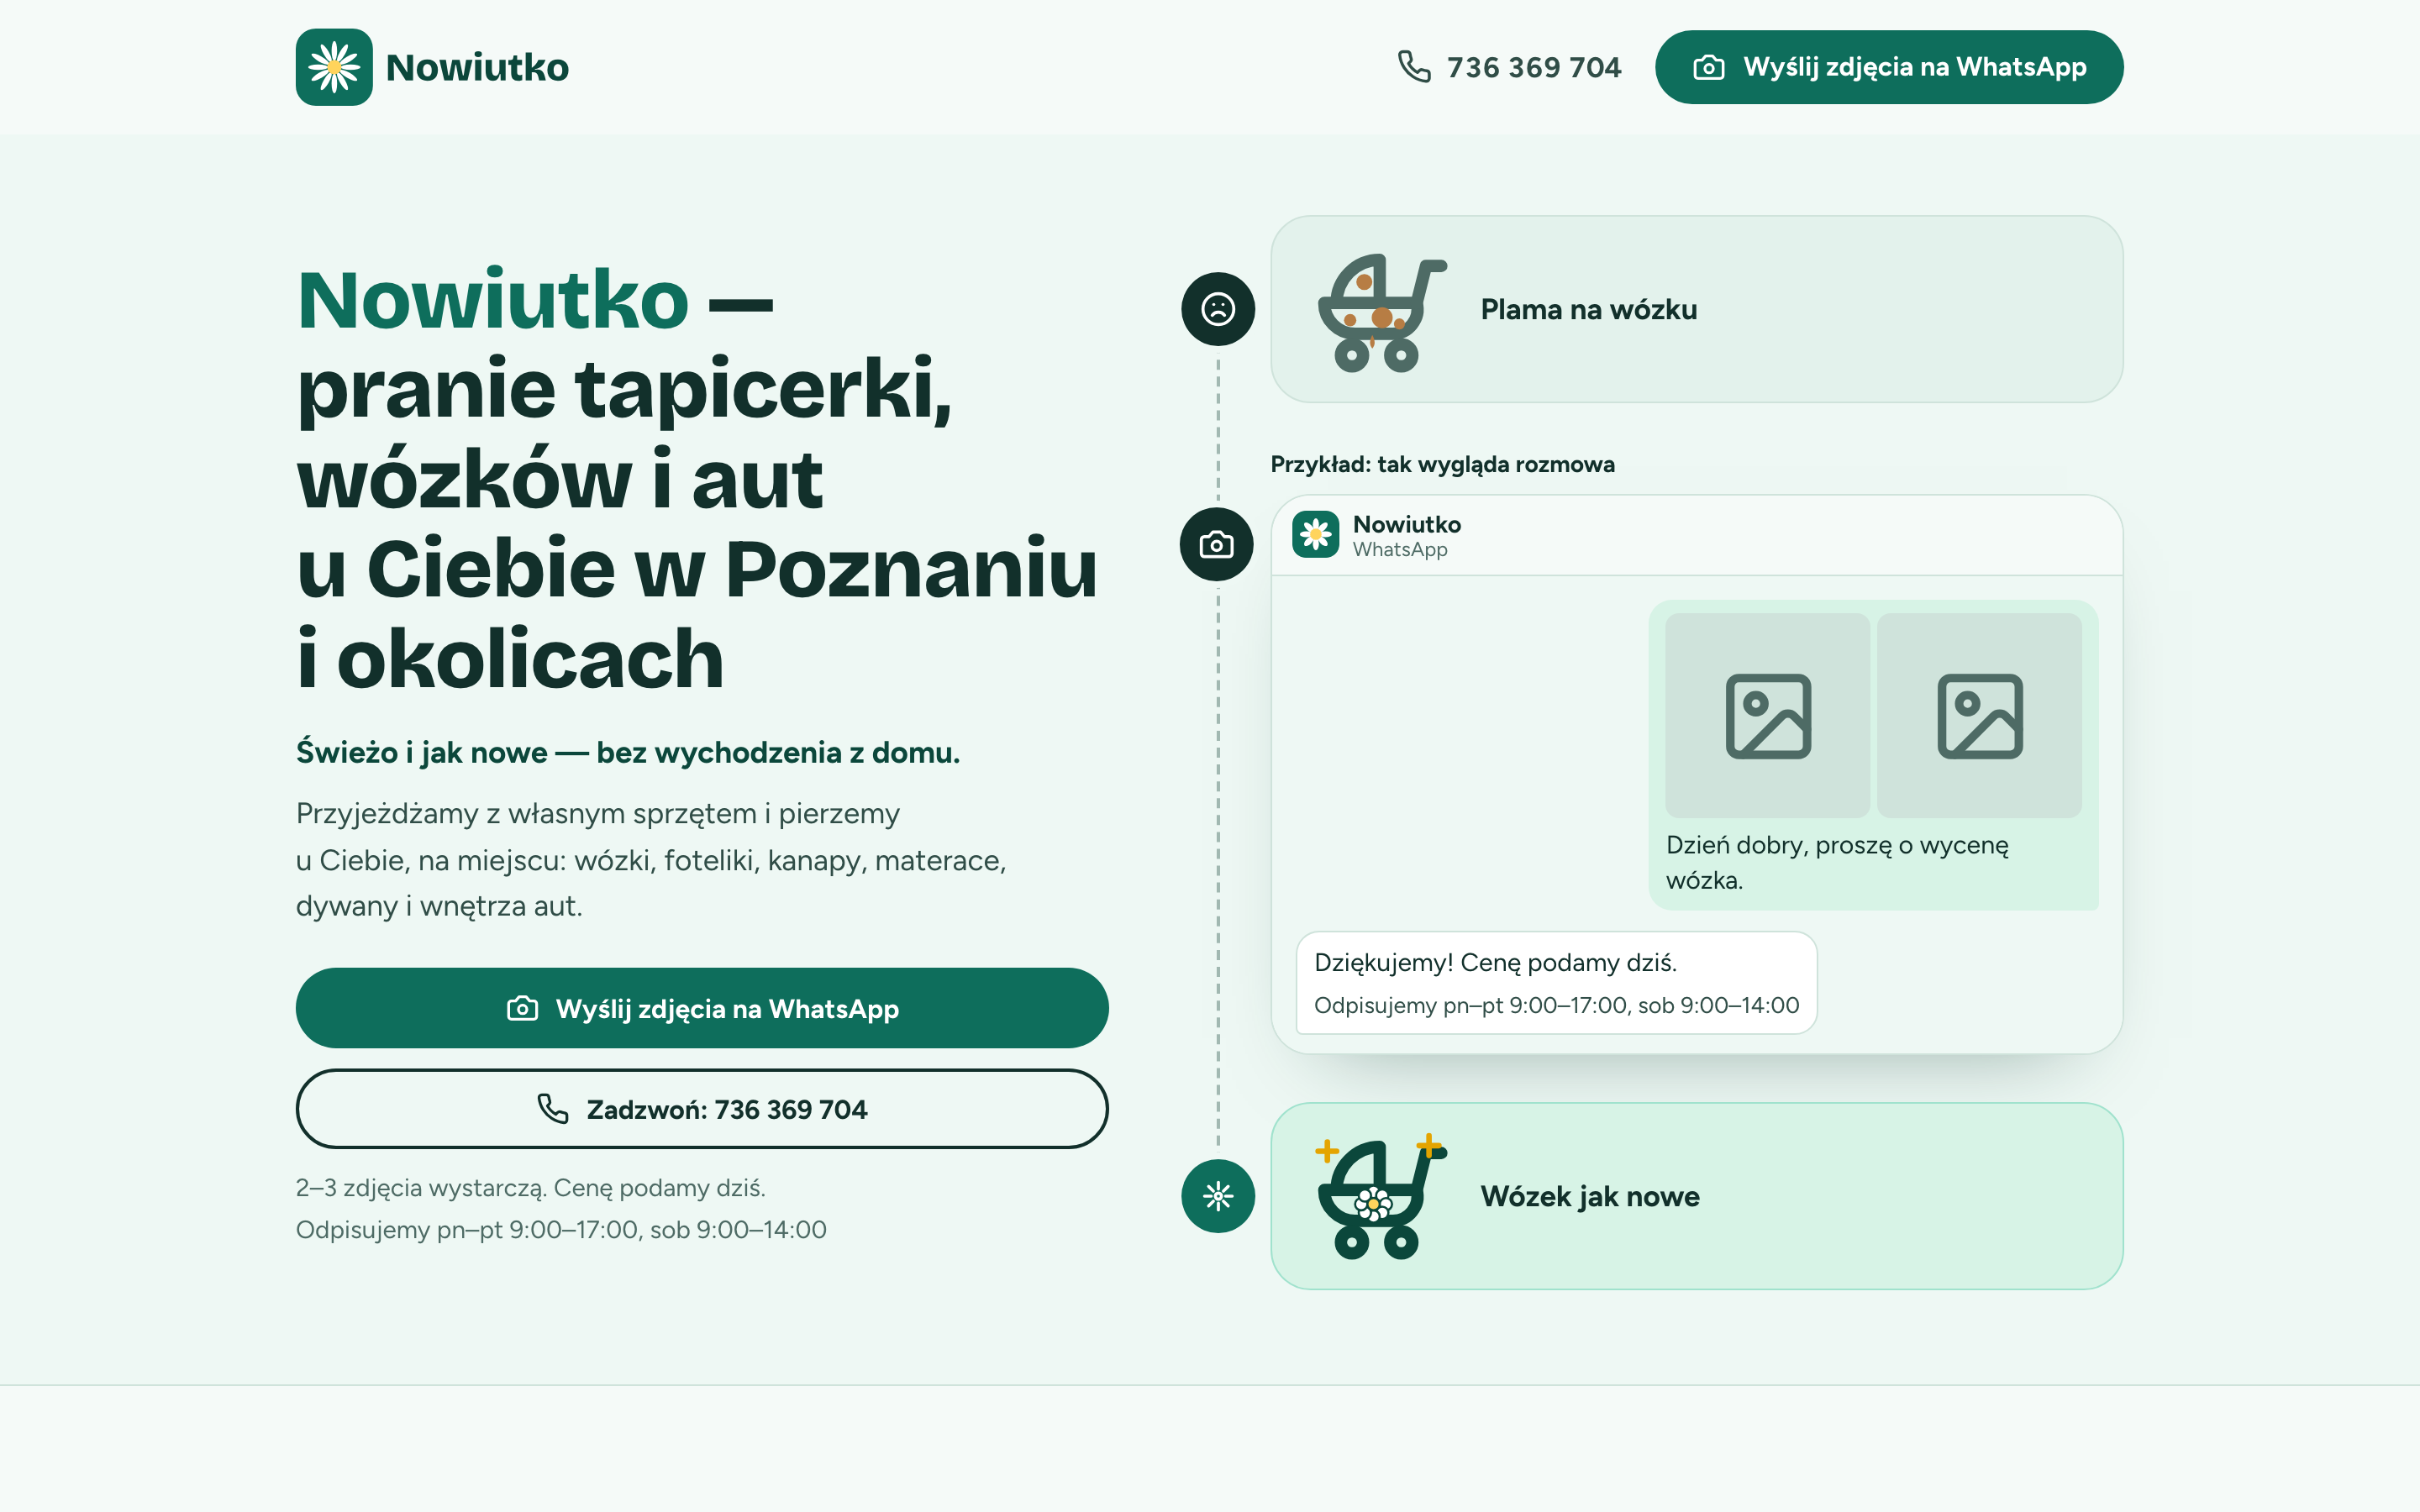 Nowiutko
736 369 704
Wyślij zdjęcia na WhatsApp
Nowiutko —
pranie tapicerki,
wózków i aut
u Ciebie w Poznaniu
i okolicach
Świeżo i jak nowe — bez wychodzenia z domu.
Przyjeżdżamy z własnym sprzętem i pierzemy
u Ciebie, na miejscu: wózki, foteliki, kanapy, materace,
dywany i wnętrza aut.
Wyślij zdjęcia na WhatsApp
Zadzwoń: 736 369 704
2–3 zdjęcia wystarczą. Cenę podamy dziś.
Odpisujemy pn–pt 9:00–17:00, sob 9:00–14:00
Plama na wózku
Przykład: tak wygląda rozmowa
Nowiutko
WhatsApp
Dzień dobry, proszę o wycenę
wózka.
Dziękujemy! Cenę podamy dziś.
Odpisujemy pn–pt 9:00–17:00, sob 9:00–14:00
Wózek jak nowe